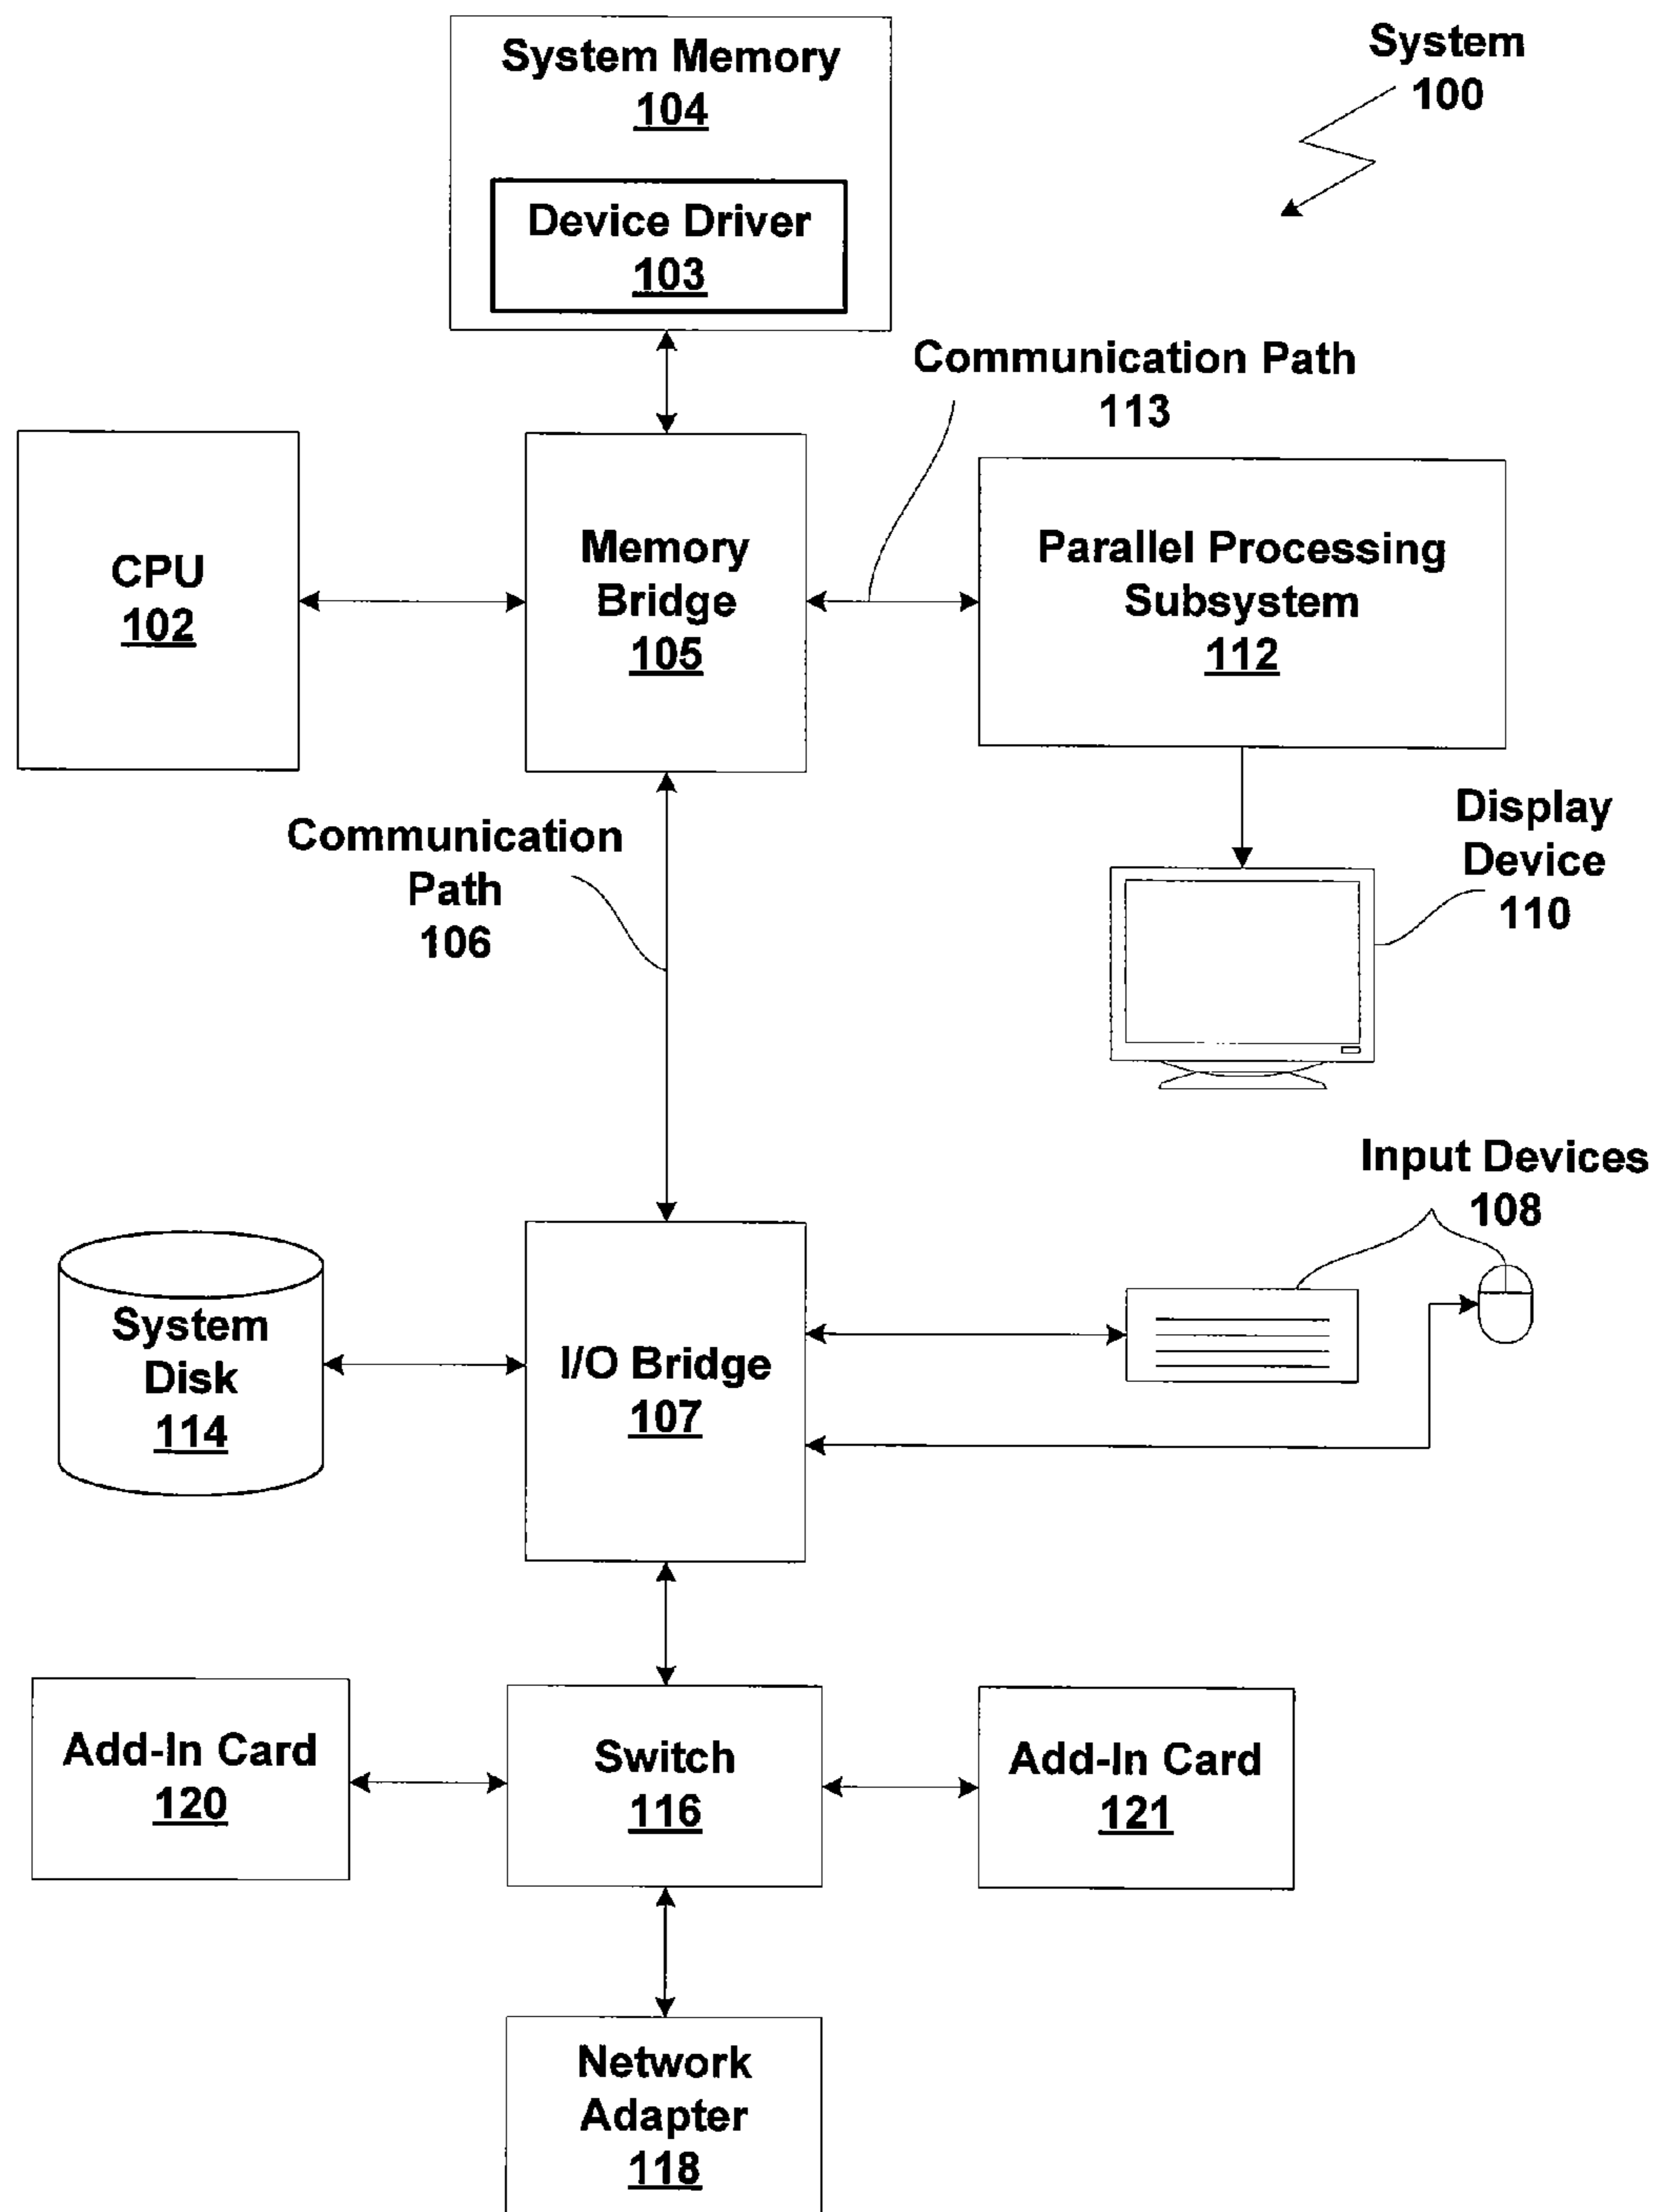 System Memory
104
Device Driver
103
System
100
Communication Path
113
CPU
102
Memory
Bridge
105
Parallel Processing
Subsystem
112
Communication
Path
106
Display
Device
110
Input Devices
108
System
Disk
114
I/O Bridge
107
Add-In Card
120
Switch
116
Add-In Card
121
Network
Adapter
118